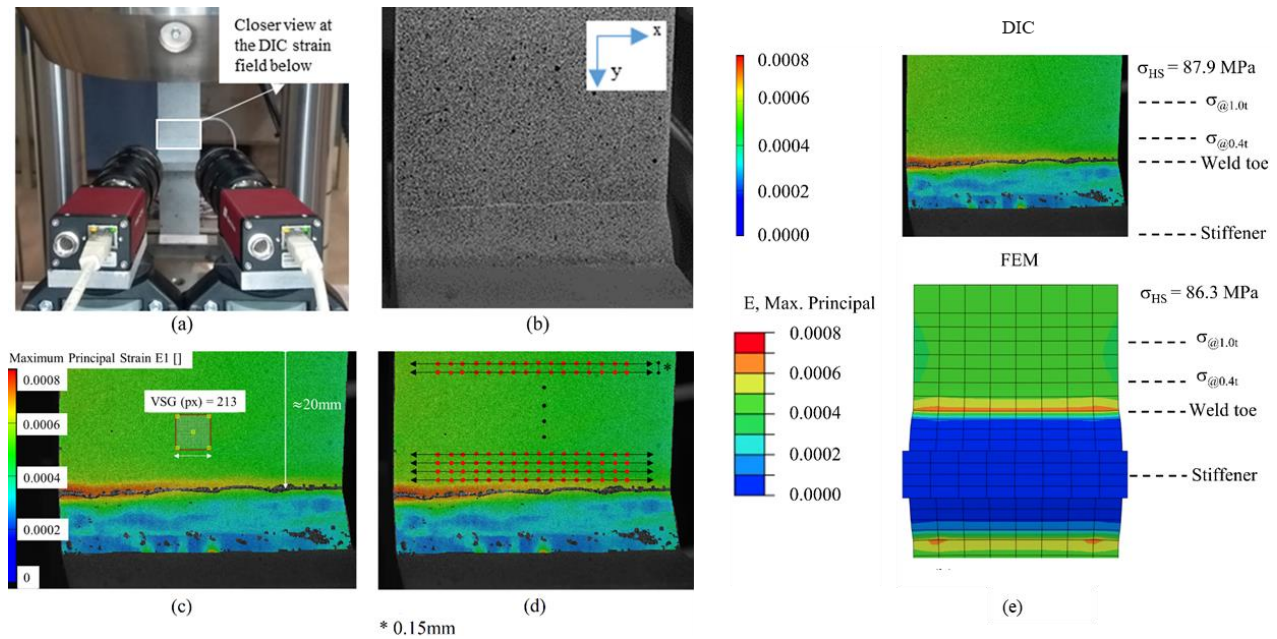 Closer view at
the DIC strain
field below
(a)
x
y
(b)
Maximum Principal Strain E1 []
0.0008
0.0006
0.0004
0.0002
0
VSG (px) = 213
≈20mm
(c)
*
(d)
* 0.15mm
0.0008
0.0006
0.0004
0.0002
0.0000
DIC
σHS = 87.9 MPa
σ@1.0t
σ@0.4t
Weld toe
Stiffener
FEM
E, Max. Principal
0.0008
0.0006
0.0004
0.0002
0.0000
σHS = 86.3 MPa
σ@1.0t
σ@0.4t
Weld toe
Stiffener
(e)